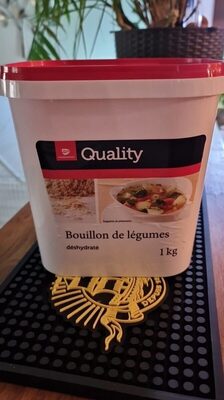 Quality
Bouillon de légumes
déshydraté
1 kg